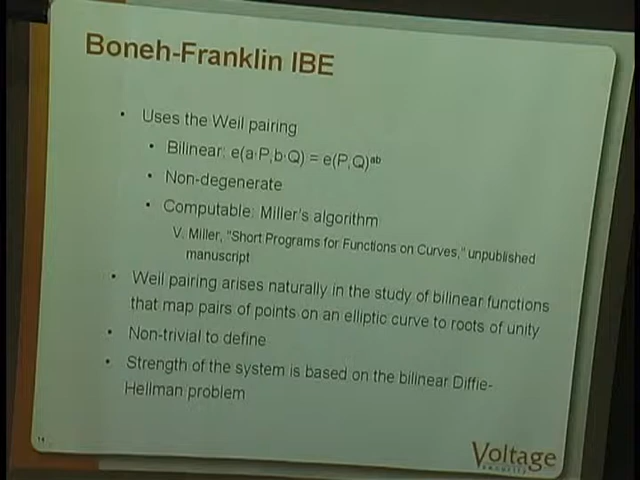 Boneh-Franklin IBE
• Uses the Weil pairing
• Bilinear: e(a·P,b·Q) = e(P,Q)ᵃᵇ
• Non-degenerate
• Computable: Miller's algorithm
V. Miller, "Short Programs for Functions on Curves," unpublished
manuscript
• Weil pairing arises naturally in the study of bilinear functions
that map pairs of points on an elliptic curve to roots of unity
• Non-trivial to define
• Strength of the system is based on the bilinear Diffie-
Hellman problem
Voltage
security